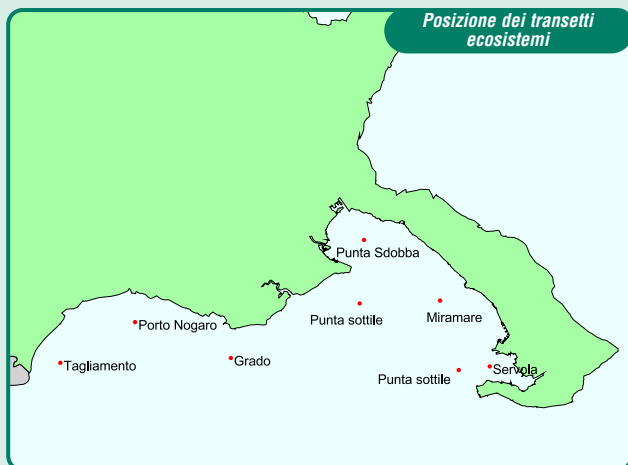 Posizione dei transetti
ecosistemi
Punta Sdobba
Punta sottile
Miramare
Porto Nogaro
Tagliamento
Grado
Punta sottile
Servola